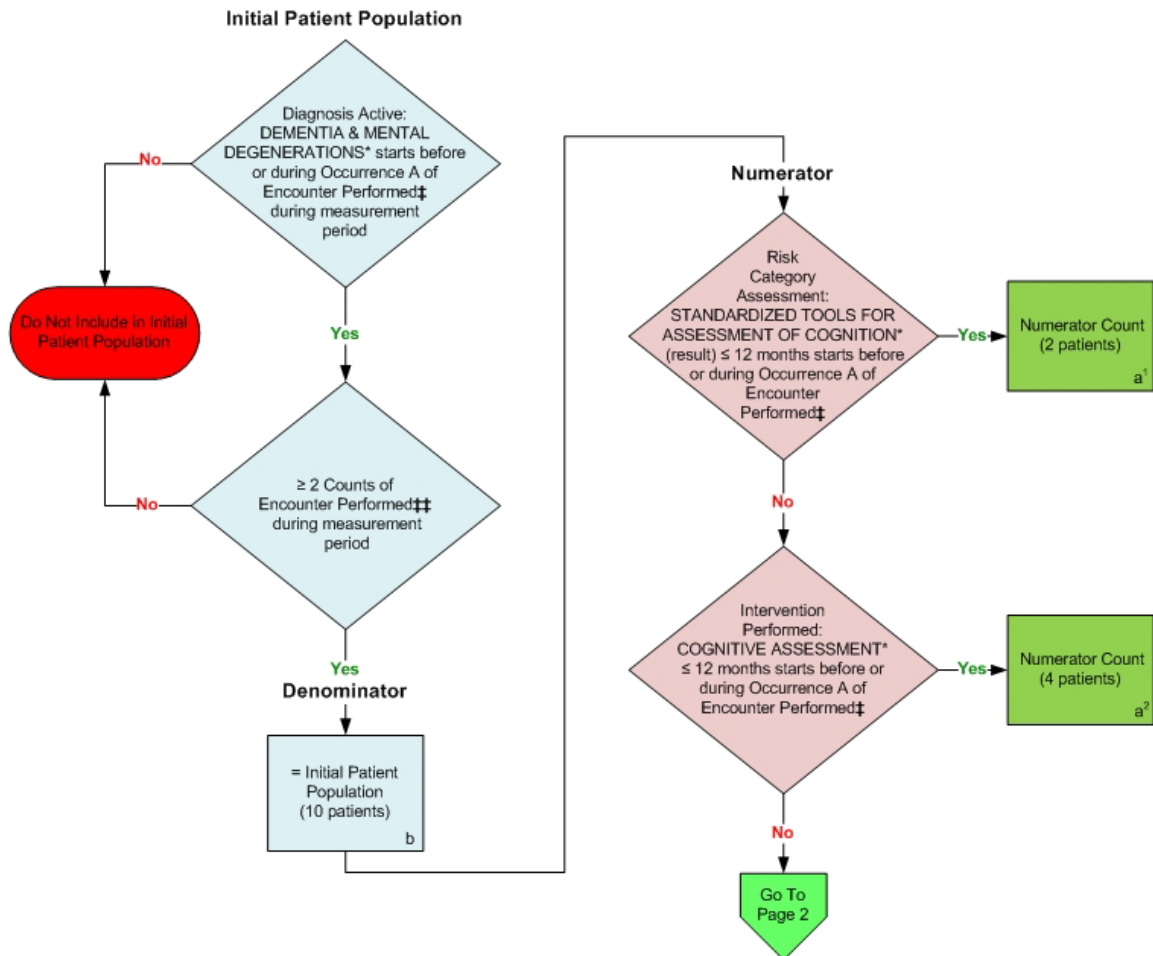 Initial Patient Population
Diagnosis Active:
DEMENTIA & MENTAL
DEGENERATIONS* starts before
or during Occurrence A of
Encounter Performed‡
during measurement
period
No
Do Not Include in Initial
Patient Population
Yes
≥ 2 Counts of
Encounter Performed‡‡
during measurement
period
No
Yes
Denominator
= Initial Patient
Population
(10 patients)
b
Numerator
Risk
Category
Assessment:
STANDARDIZED TOOLS FOR
ASSESSMENT OF COGNITION*
(result) ≤ 12 months starts before
or during Occurrence A of
Encounter
Performed‡
Yes
Numerator Count
(2 patients)
a¹
No
Intervention
Performed:
COGNITIVE ASSESSMENT*
≤ 12 months starts before or
during Occurrence A of
Encounter Performed‡
Yes
Numerator Count
(4 patients)
a²
No
Go To
Page 2